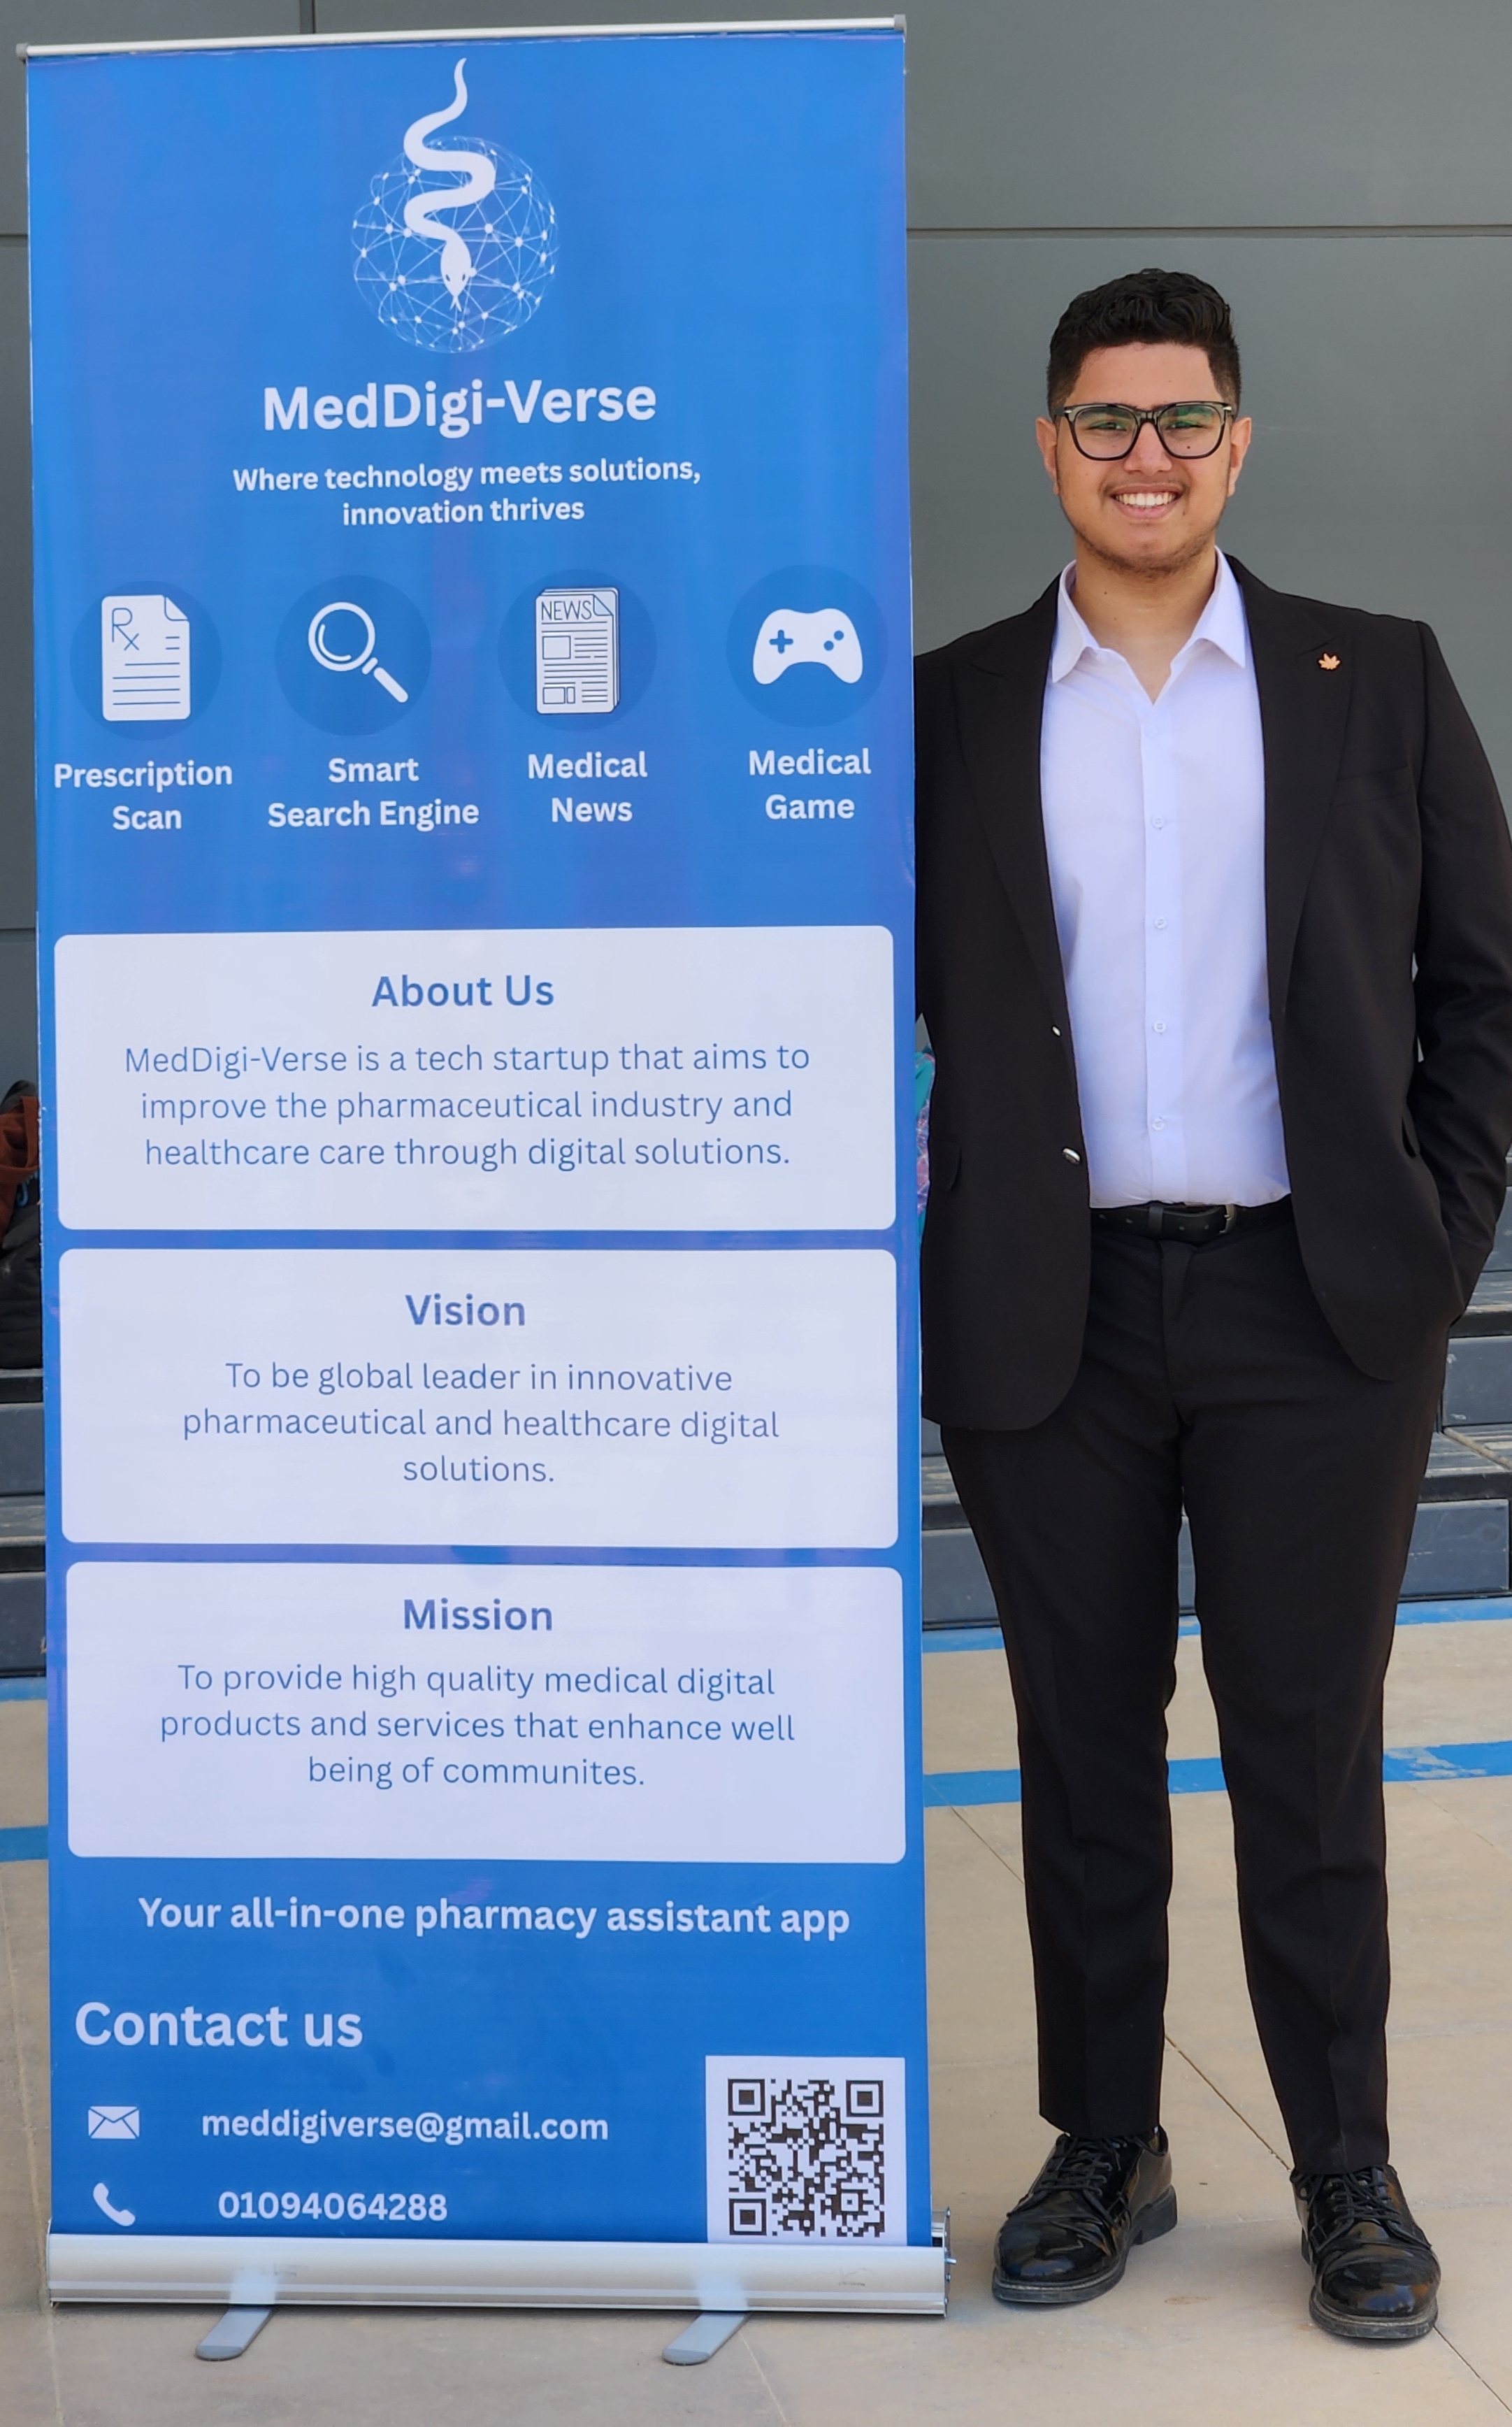 MedDigi-Verse
Where technology meets solutions,
innovation thrives
Rx
NEWS
Prescription
Scan
Smart
Search Engine
Medical
News
Medical
Game
About Us
MedDigi-Verse is a tech startup that aims to
improve the pharmaceutical industry and
healthcare care through digital solutions.
Vision
To be global leader in innovative
pharmaceutical and healthcare digital
solutions.
Mission
To provide high quality medical digital
products and services that enhance well
being of communites.
Your all-in-one pharmacy assistant app
Contact us
meddigiverse@gmail.com
01094064288